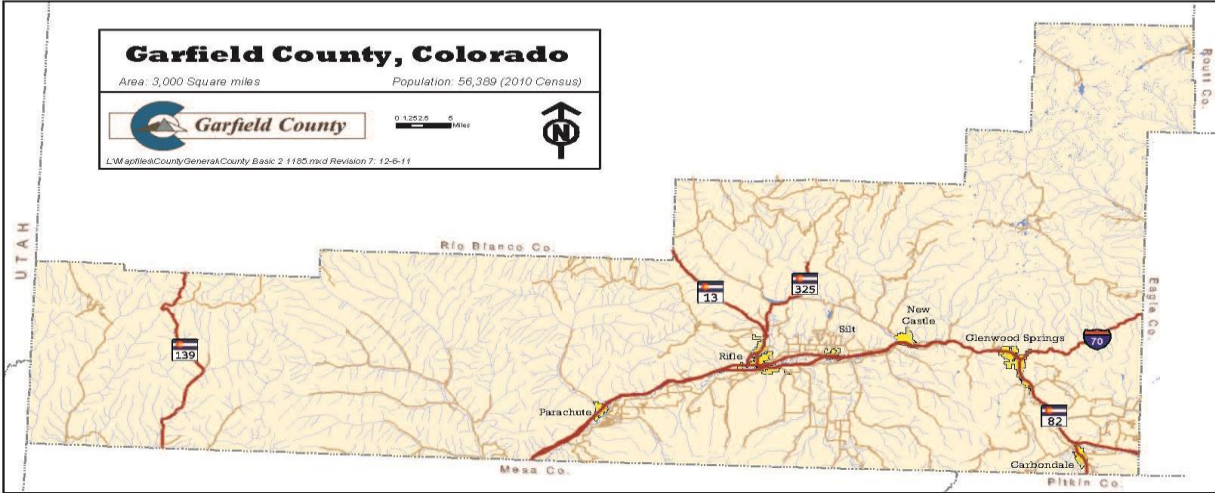 Garfield County, Colorado
Area: 3,000 Square miles
Population: 56,389 (2010 Census)
Garfield County
0 1.25 2.5 5
Miles
N
L:\Mapfiles\CountyGeneral\County Basic 2 1185.mxd Revision 7: 12-6-11
Routt Co.
UTAH
Rio Blanco Co.
Eagle Co.
13
325
New
Castle
Silt
Glenwood Springs
70
139
Rifle
Parachute
82
Carbondale
Mesa Co.
Pitkin Co.